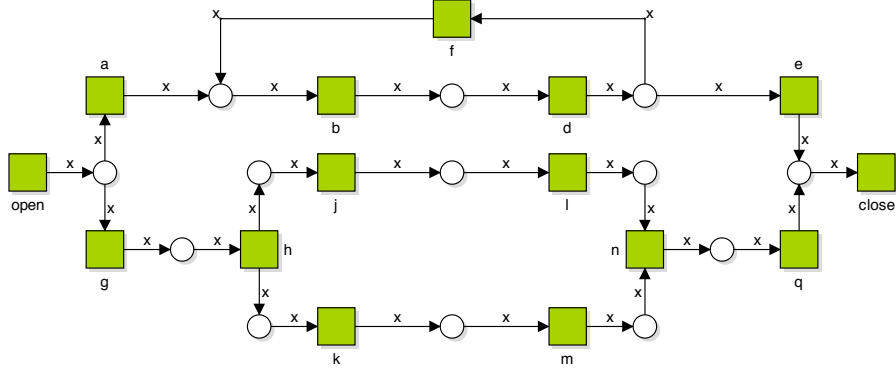 x x
f
a e
x x x x x
b d
x x
open x x x x x close
j l
x x x
g x x h n x x q
x x
x x x x
k m